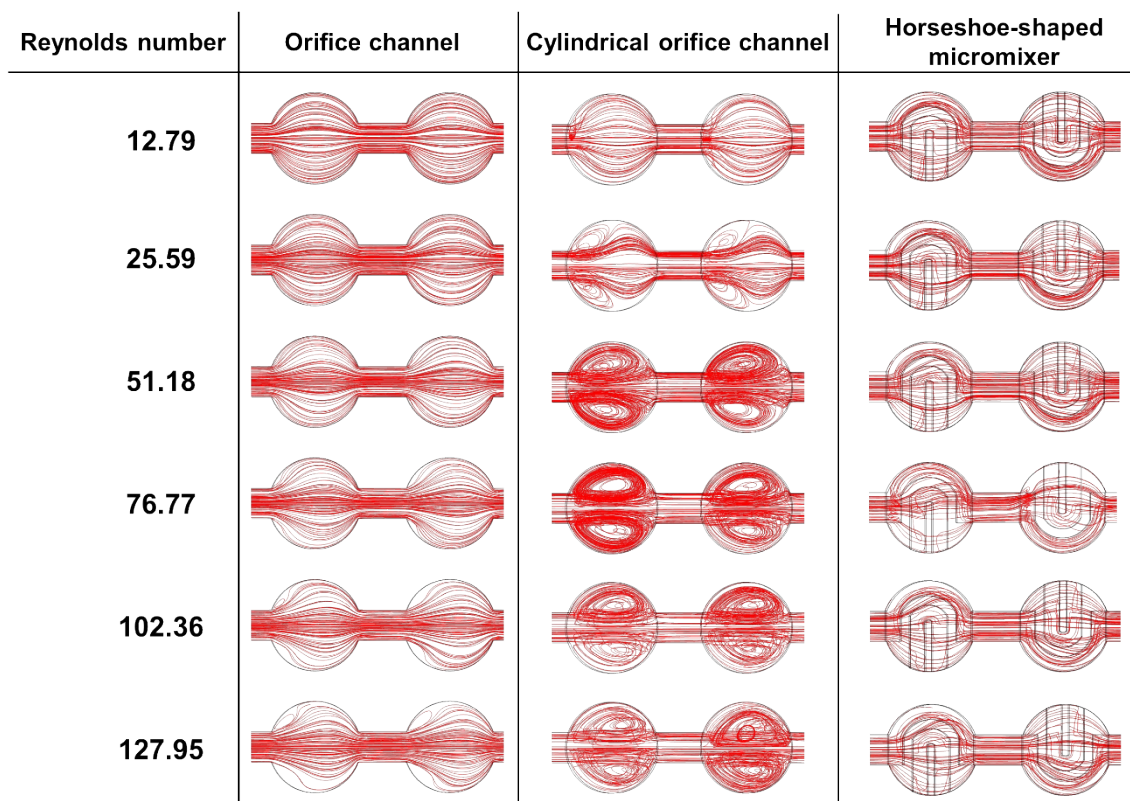 Reynolds number
Orifice channel
Cylindrical orifice channel
Horseshoe-shaped
micromixer
12.79
25.59
51.18
76.77
102.36
127.95